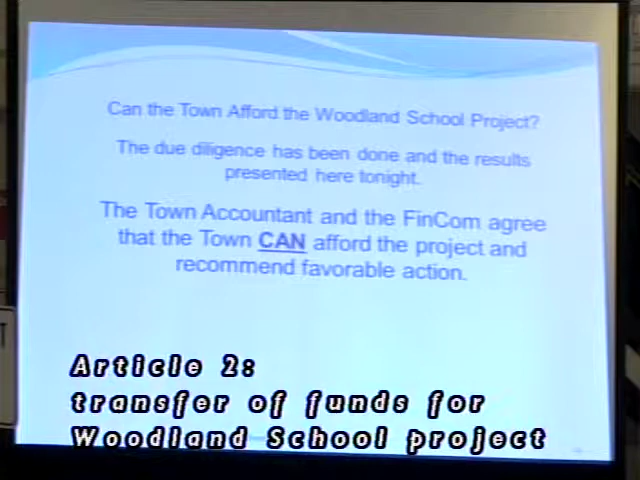 Can the Town Afford the Woodland School Project?
The due diligence has been done and the results
presented here tonight.
The Town Accountant and the FinCom agree
that the Town CAN afford the project and
recommend favorable action.
Article 2:
transfer of funds for
Woodland School project